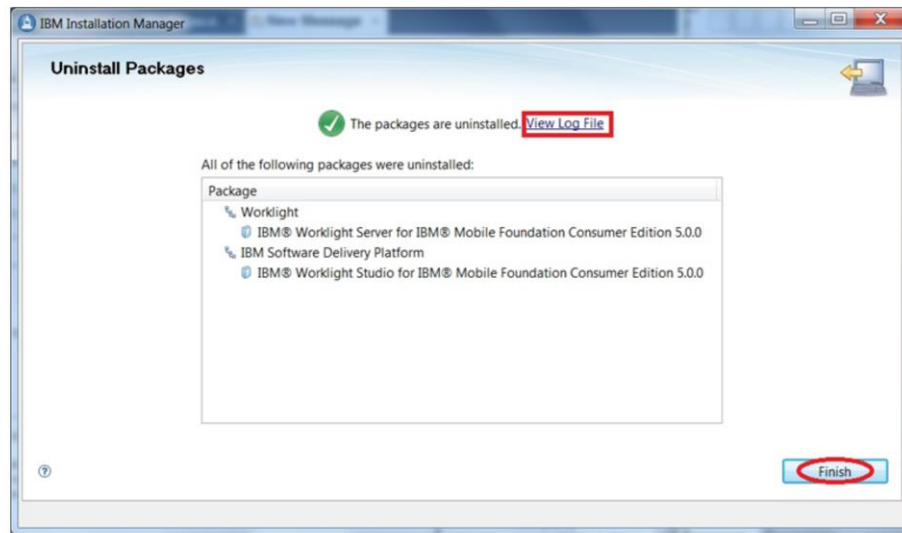 IBM Installation Manager
New Message
Uninstall Packages
The packages are uninstalled. View Log File
All of the following packages were uninstalled:
Package
Worklight
IBM® Worklight Server for IBM® Mobile Foundation Consumer Edition 5.0.0
IBM Software Delivery Platform
IBM® Worklight Studio for IBM® Mobile Foundation Consumer Edition 5.0.0
?
Finish